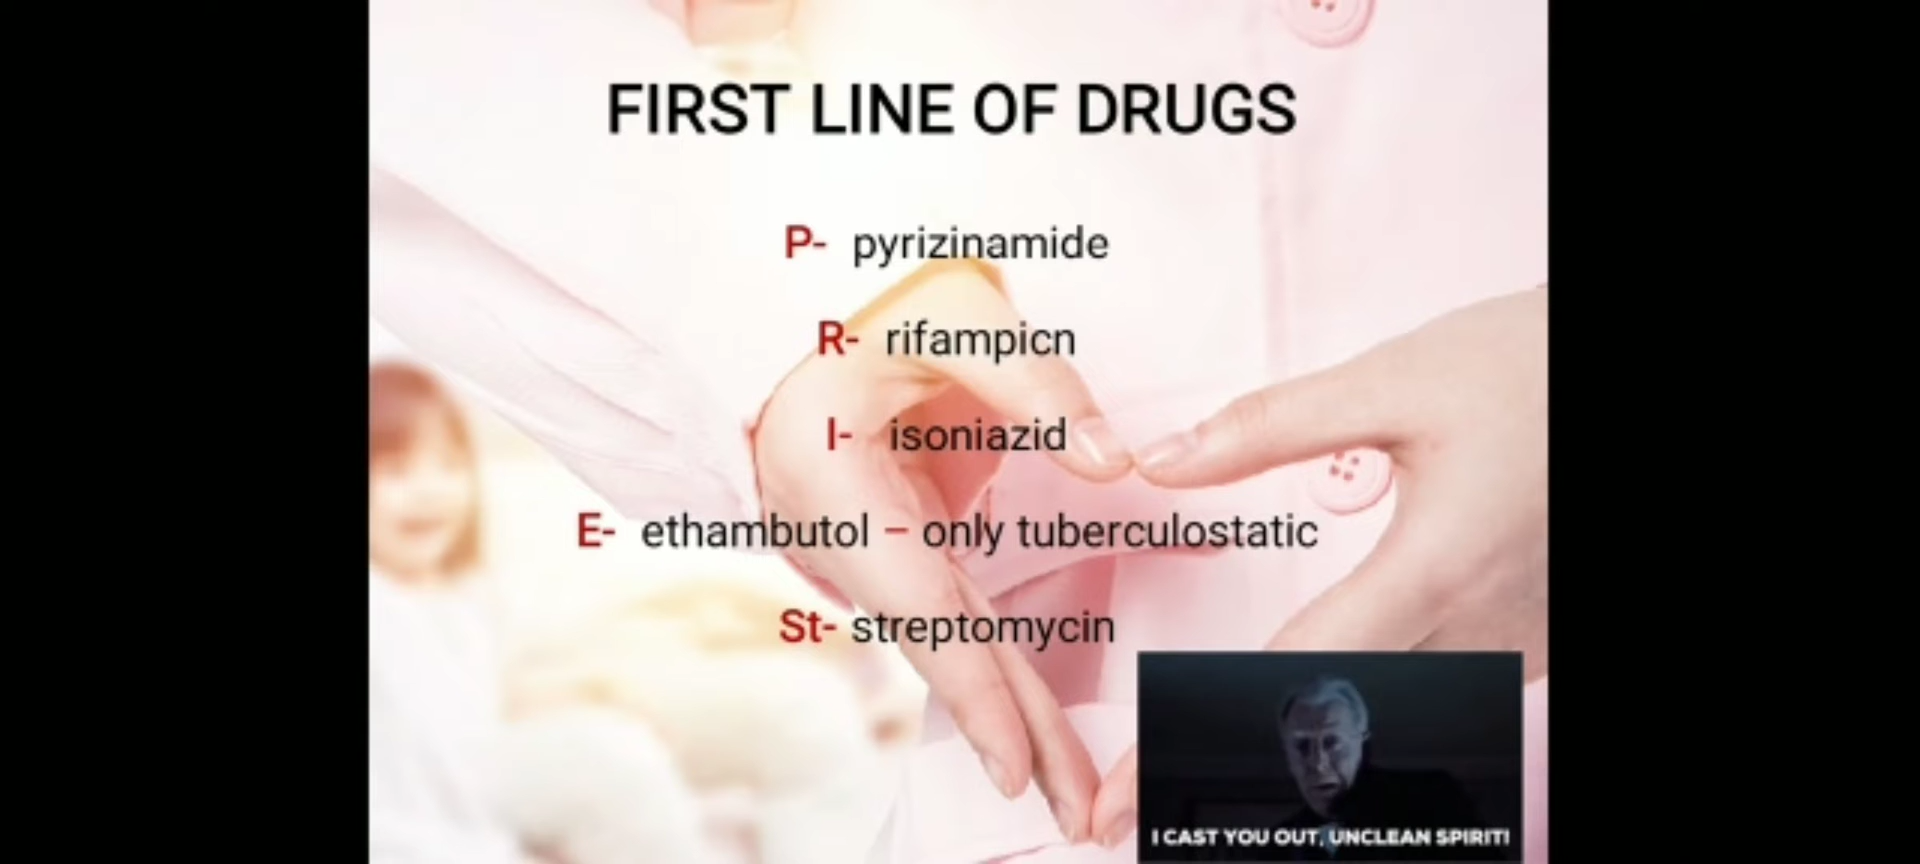 FIRST LINE OF DRUGS
P- pyrizinamide
R- rifampicn
I- isoniazid
E- ethambutol – only tuberculostatic
St- streptomycin
I CAST YOU OUT, UNCLEAN SPIRIT!